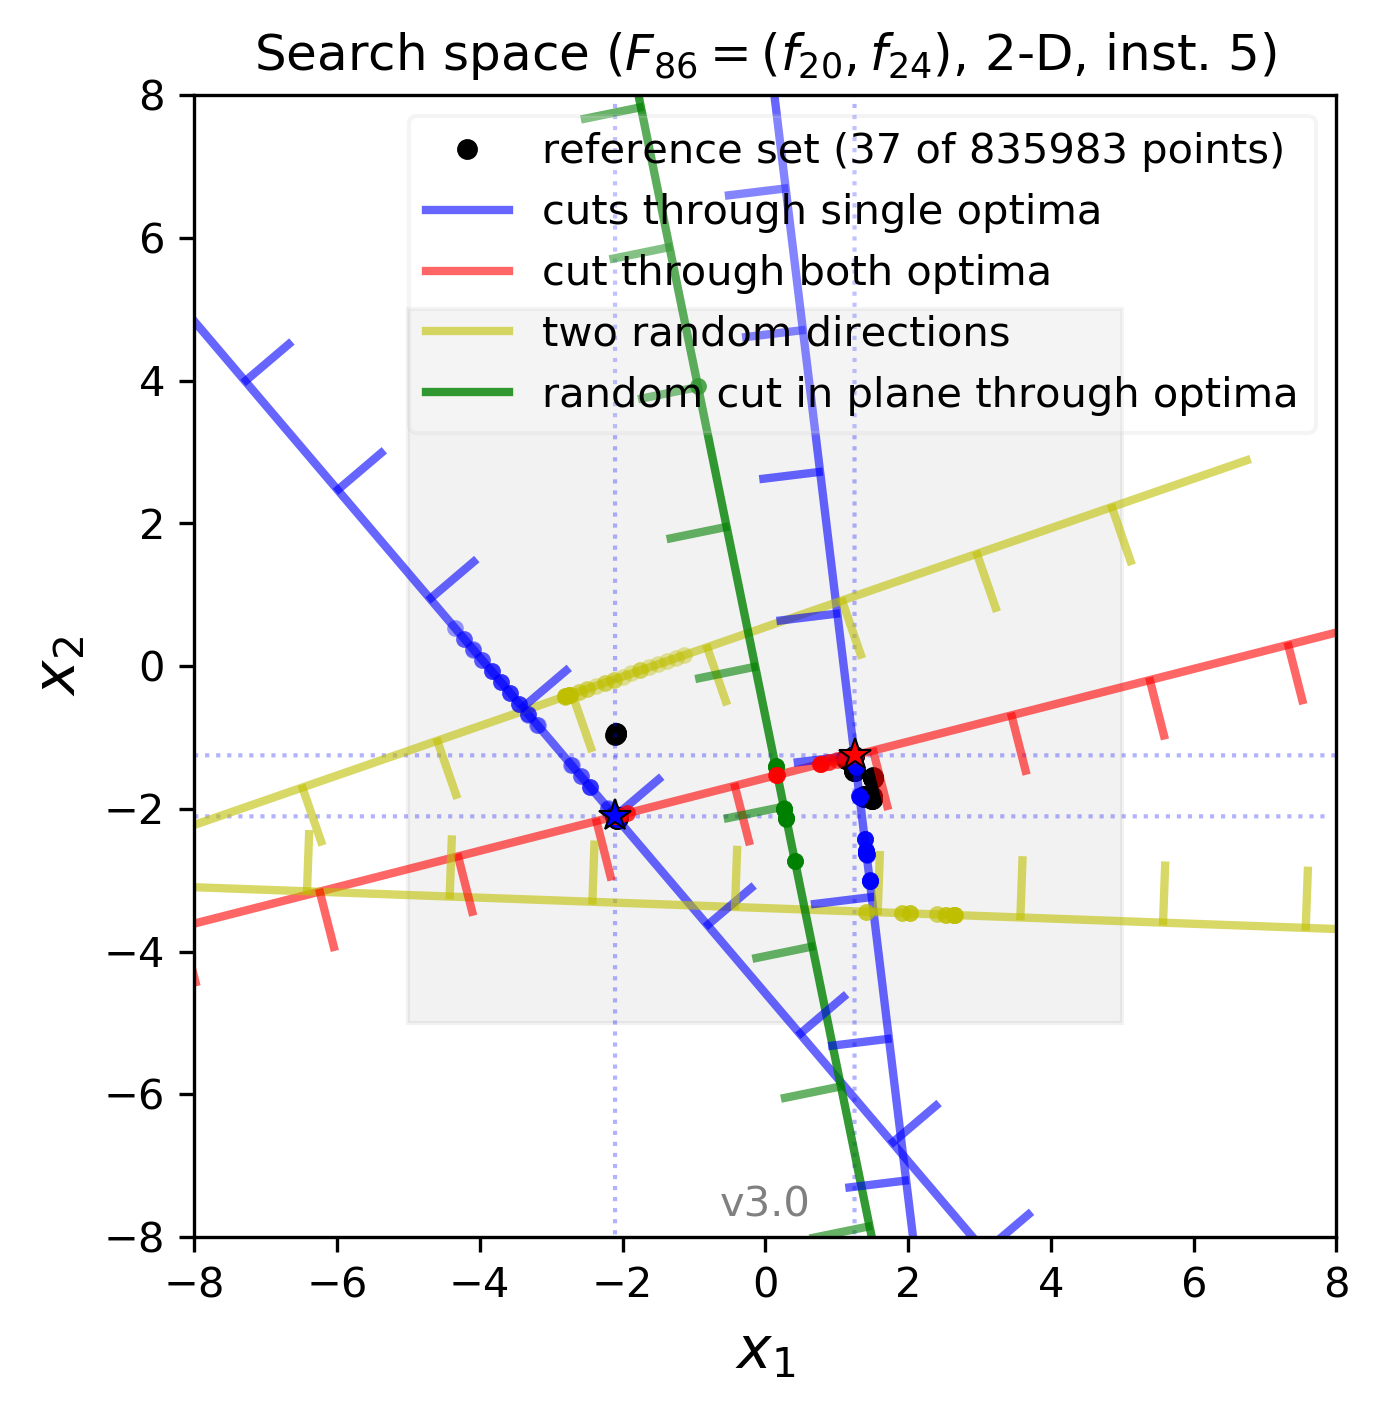 Search space (F86 = (f20, f24), 2-D, inst. 5)
reference set (37 of 835983 points)
cuts through single optima
cut through both optima
two random directions
random cut in plane through optima
8
6
4
2
0
−2
−4
−6
−8
x2
v3.0
−8 −6 −4 −2 0 2 4 6 8
x1